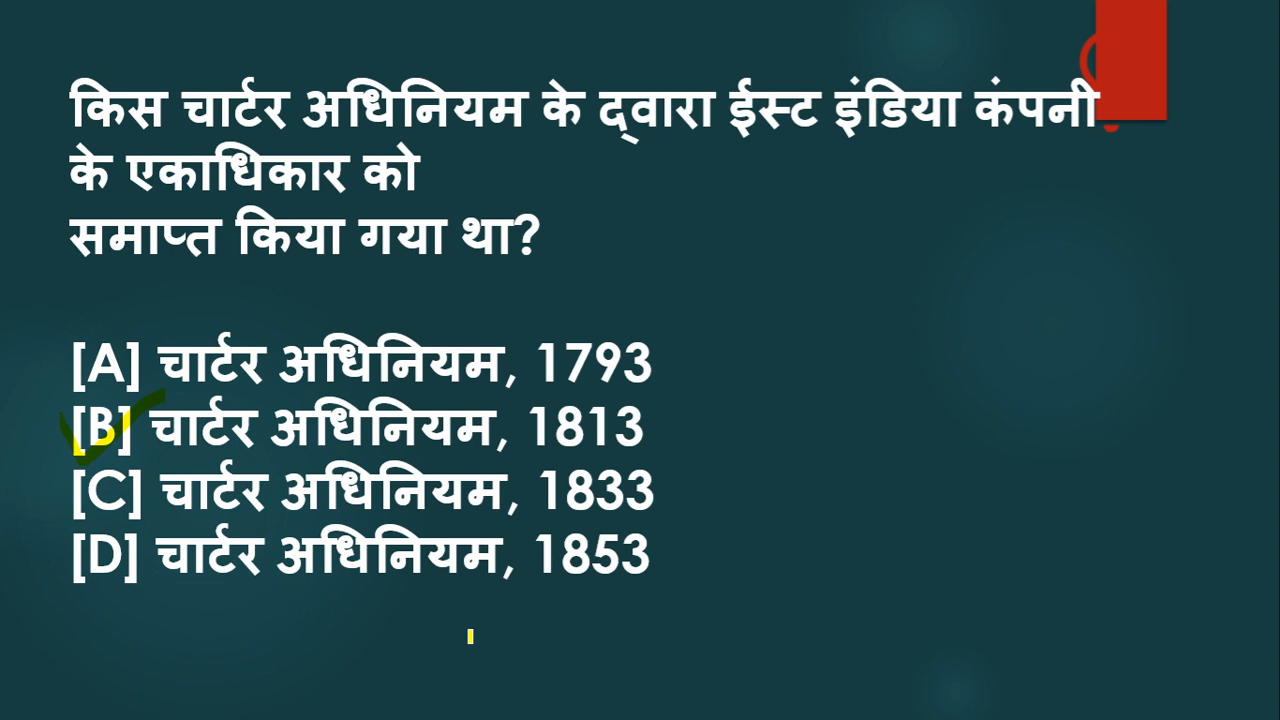 किस चार्टर अधिनियम के द्वारा ईस्ट इंडिया कंपनी
के एकाधिकार को
समाप्त किया गया था?
[A] चार्टर अधिनियम, 1793
[B] चार्टर अधिनियम, 1813
[C] चार्टर अधिनियम, 1833
[D] चार्टर अधिनियम, 1853